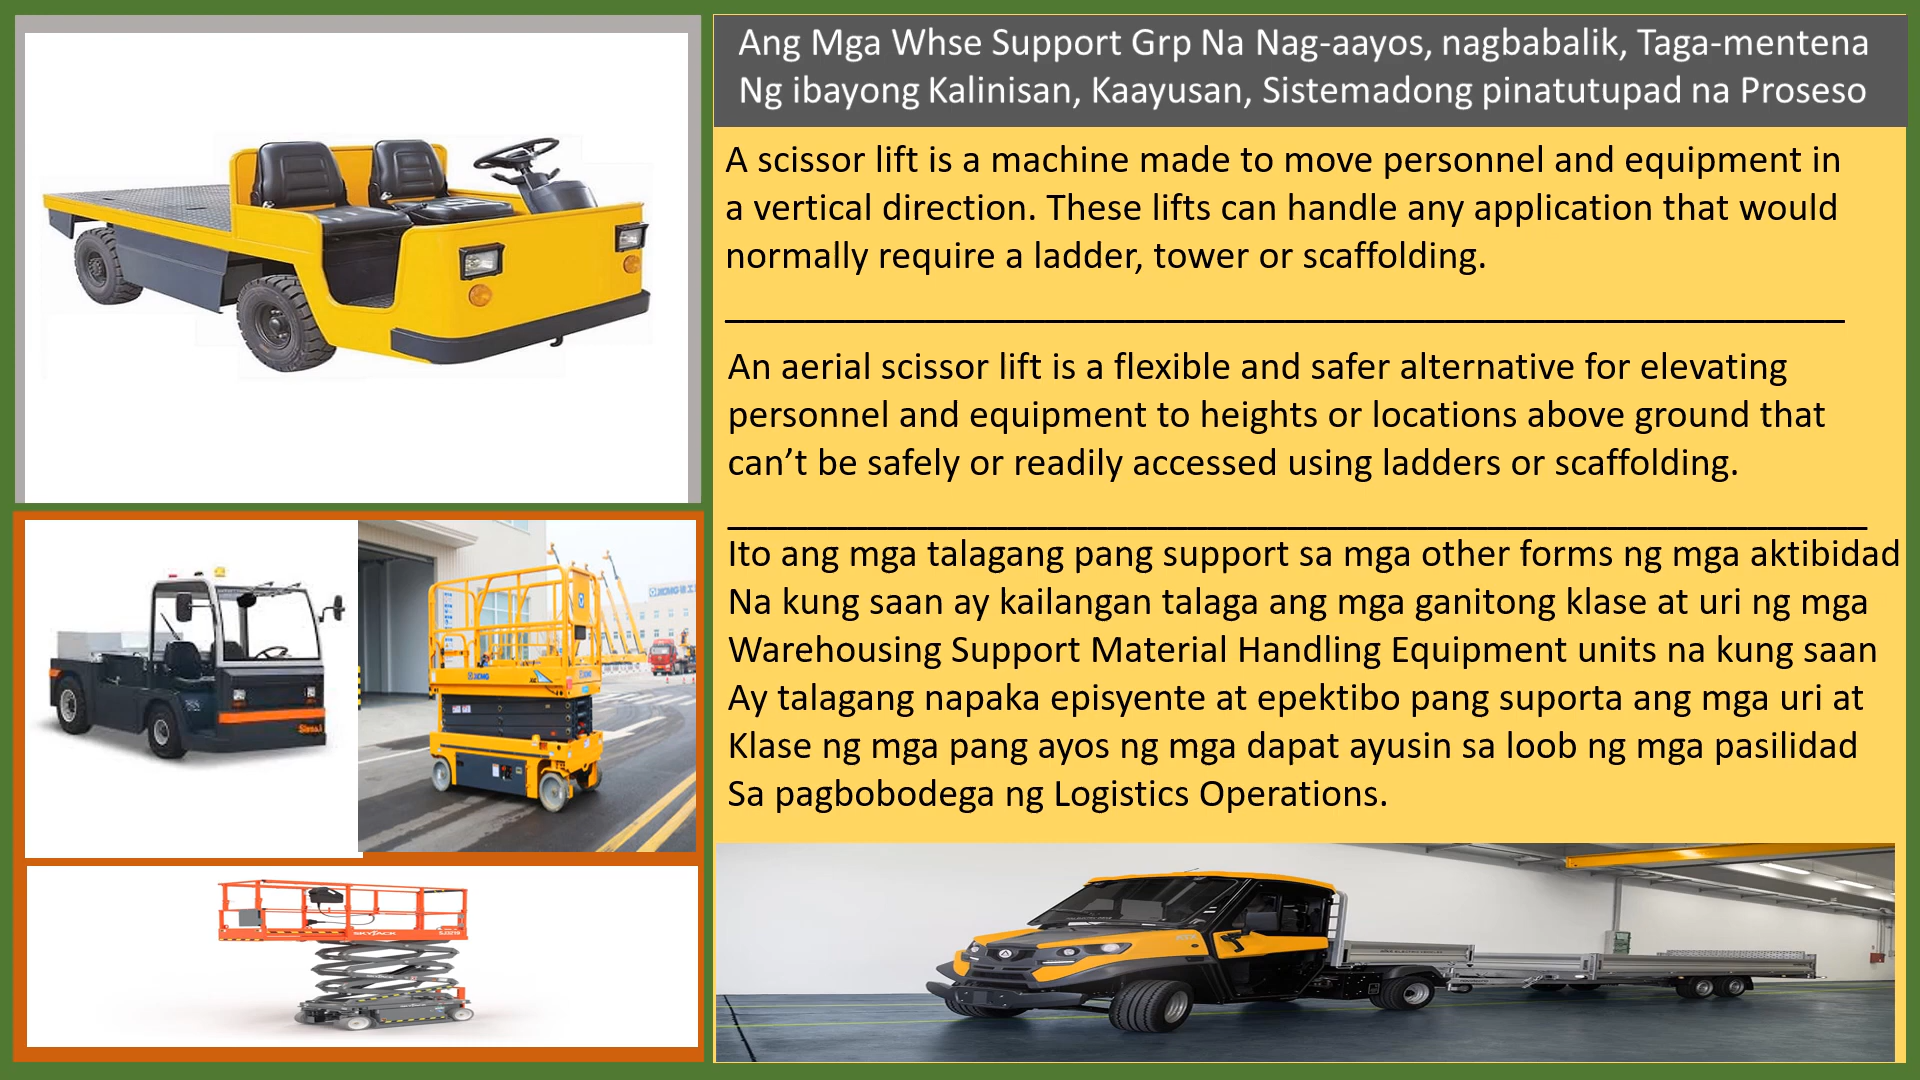 Ang Mga Whse Support Grp Na Nag-aayos, nagbabalik, Taga-mentena
Ng ibayong Kalinisan, Kaayusan, Sistemadong pinatutupad na Proseso
A scissor lift is a machine made to move personnel and equipment in
a vertical direction. These lifts can handle any application that would
normally require a ladder, tower or scaffolding.
An aerial scissor lift is a flexible and safer alternative for elevating
personnel and equipment to heights or locations above ground that
can’t be safely or readily accessed using ladders or scaffolding.
Ito ang mga talagang pang support sa mga other forms ng mga aktibidad
Na kung saan ay kailangan talaga ang mga ganitong klase at uri ng mga
Warehousing Support Material Handling Equipment units na kung saan
Ay talagang napaka episyente at epektibo pang suporta ang mga uri at
Klase ng mga pang ayos ng mga dapat ayusin sa loob ng mga pasilidad
Sa pagbobodega ng Logistics Operations.
XCMG
SKYJACK